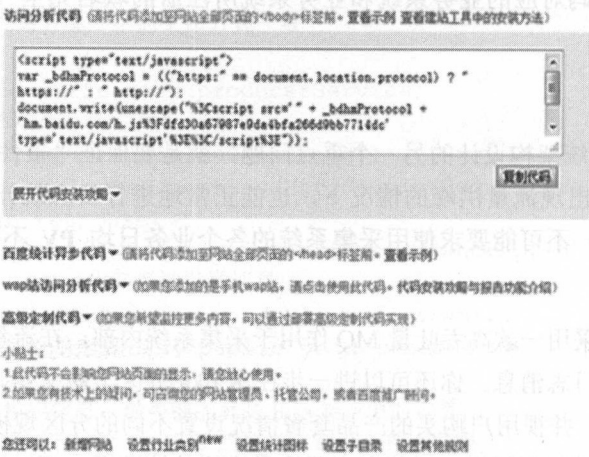 访问分析代码 (请将代码添加至网站全部页面的</body>标签前。查看示例 查看建站工具中的安装方法)
<script type="text/javascript">
var _bdhmProtocol = (("https:" == document.location.protocol) ? "
https://" : " http://");
document.write(unescape("%3Cscript src='" + _bdhmProtocol +
"hm.baidu.com/h.js%3Fdfd30a67987e9da4bfa266d9bb7714dc'
type='text/javascript'%3E%3C/script%3E"));
复制代码
展开代码安装攻略
百度统计异步代码 (请将代码添加至网站全部页面的</head>标签前。查看示例)
wap站访问分析代码 (如果您添加的是手机wap站，请点击使用此代码。代码安装攻略与报告功能介绍)
高级定制代码 (如果您希望监控更多内容，可以通过部署高级定制代码实现)
小贴士：
1.此代码不会影响您网站页面的显示，请您放心使用。
2.如果您有技术上的疑问，可咨询您的网站管理员，托管公司，或者百度推广顾问。
您还可以： 新增网站 设置行业类别new 设置统计图标 设置子目录 设置其他规则